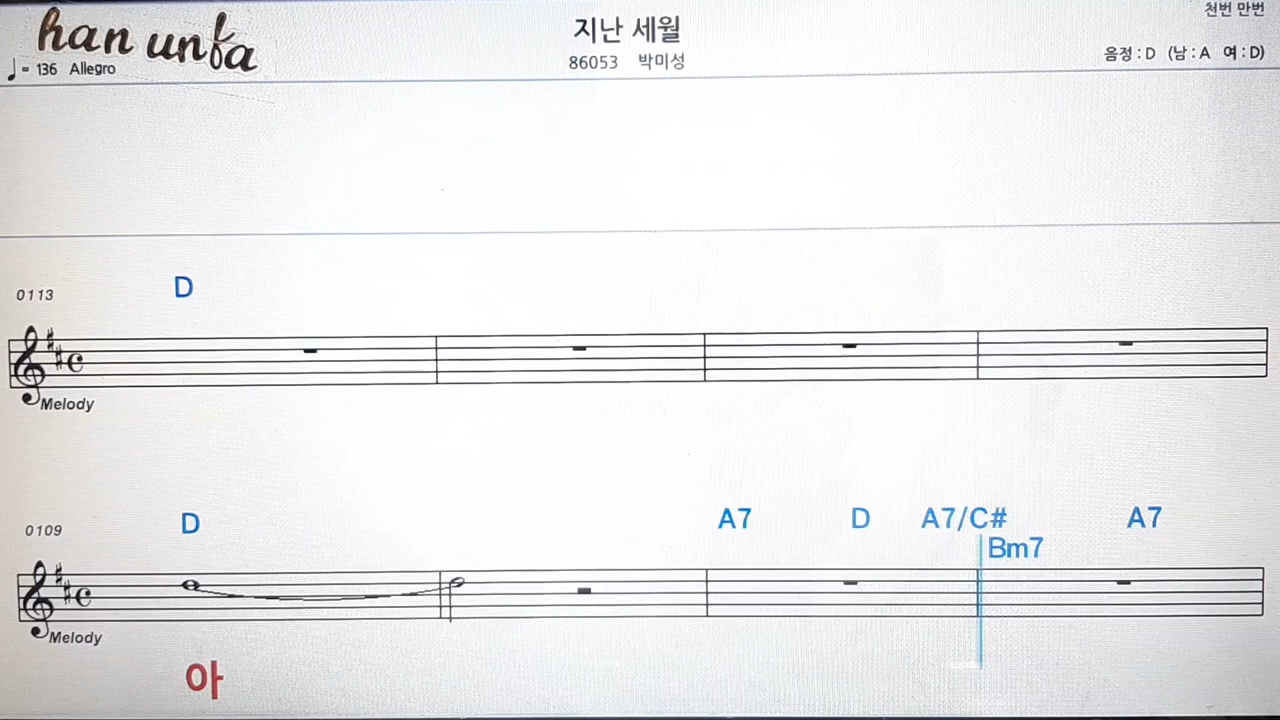 han unfa
♩= 136 Allegro
지난 세월
86053 박미성
천번 만번
음정 : D (남 : A 여 : D)
0113
D
Melody
0109
D A7 D A7/C# A7
Bm7
Melody
아